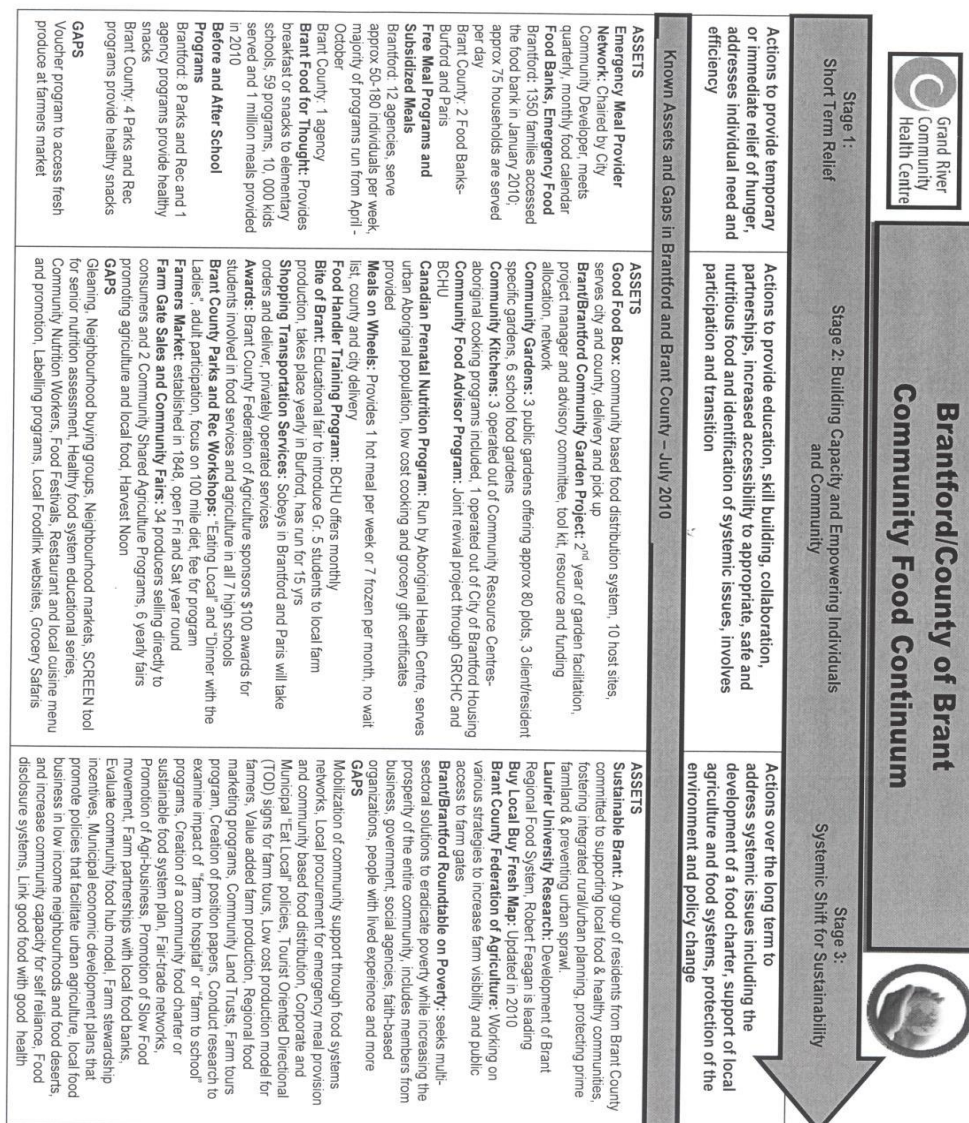 Grand River
Community
Health Centre
Brantford/County of Brant
Community Food Continuum
Stage 1:
Short Term Relief
Stage 2: Building Capacity and Empowering Individuals
and Community
Stage 3:
Systemic Shift for Sustainability
Actions to provide temporary
or immediate relief of hunger,
addresses individual need and
efficiency
Actions to provide education, skill building, collaboration,
partnerships, increased accessibility to appropriate, safe and
nutritious food and identification of systemic issues, involves
participation and transition
Actions over the long term to
address systemic issues including the
development of a food charter, support of local
agriculture and food systems, protection of the
environment and policy change
Known Assets and Gaps in Brantford and Brant County – July 2010
ASSETS
Emergency Meal Provider
Network: Chaired by City
Community Developer, meets
quarterly, monthly food calendar
Food Banks, Emergency Food
Brantford: 1350 families accessed
the food bank in January 2010;
approx 75 households are served
per day
Brant County: 2 Food Banks-
Burford and Paris
Free Meal Programs and
Subsidized Meals
Brantford: 12 agencies, serve
approx 50-180 individuals per week,
majority of programs run from April -
October
Brant County: 1 agency
Brant Food for Thought: Provides
breakfast or snacks to elementary
schools, 59 programs, 10, 000 kids
served and 1 million meals provided
in 2010
Before and After School
Programs
Brantford: 8 Parks and Rec and 1
agency programs provide healthy
snacks
Brant County: 4 Parks and Rec
programs provide healthy snacks
GAPS
Voucher program to access fresh
produce at farmers market
ASSETS
Good Food Box: community based food distribution system, 10 host sites,
serves city and county, delivery and pick up
Brant/Brantford Community Garden Project: 2nd year of garden facilitation,
project manager and advisory committee, tool kit, resource and funding
allocation, network
Community Gardens: 3 public gardens offering approx 80 plots, 3 client/resident
specific gardens, 6 school food gardens
Community Kitchens: 3 operated out of Community Resource Centres-
aboriginal cooking programs included, 1 operated out of City of Brantford Housing
Community Food Advisor Program: Joint revival project through GRCHC and
BCHU
Canadian Prenatal Nutrition Program: Run by Aboriginal Health Centre, serves
urban Aboriginal population, low cost cooking and grocery gift certificates
provided
Meals on Wheels: Provides 1 hot meal per week or 7 frozen per month, no wait
list, county and city delivery
Food Handler Training Program: BCHU offers monthly
Bite of Brant: Educational fair to introduce Gr. 5 students to local farm
production, takes place yearly in Burford, has run for 15 yrs
Shopping Transportation Services: Sobeys in Brantford and Paris will take
orders and deliver, privately operated services
Awards: Brant County Federation of Agriculture sponsors $100 awards for
students involved in food services and agriculture in all 7 high schools
Brant County Parks and Rec Workshops: "Eating Local" and "Dinner with the
Ladies", adult participation, focus on 100 mile diet, fee for program
Farmers Market: established in 1848, open Fri and Sat year round
Farm Gate Sales and Community Fairs: 34 producers selling directly to
consumers and 2 Community Shared Agriculture Programs, 6 yearly fairs
promoting agriculture and local food, Harvest Noon
GAPS
Gleaning, Neighbourhood buying groups, Neighbourhood markets, SCREEN tool
for senior nutrition assessment, Healthy food system educational series,
Community Nutrition Workers, Food Festivals, Restaurant and local cuisine menu
and promotion, Labelling programs, Local Foodlink websites, Grocery Safaris
ASSETS
Sustainable Brant: A group of residents from Brant County
committed to supporting local food & healthy communities,
fostering integrated rural/urban planning, protecting prime
farmland & preventing urban sprawl.
Laurier University Research: Development of Brant
Regional Food System, Robert Feagan is leading
Buy Local Buy Fresh Map: Updated in 2010
Brant County Federation of Agriculture: Working on
various strategies to increase farm visibility and public
access to farm gates
Brant/Brantford Roundtable on Poverty: seeks multi-
sectoral solutions to eradicate poverty while increasing the
prosperity of the entire community, includes members from
business, government, social agencies, faith-based
organizations, people with lived experience and more
GAPS
Mobilization of community support through food systems
networks, Local procurement for emergency meal provision
and community based food distribution, Corporate and
Municipal "Eat Local" policies, Tourist Oriented Directional
(TOD) signs for farm tours, Low cost production model for
farmers, Value added farm production, Regional food
marketing programs, Community Land Trusts, Farm tours
program, Creation of position papers, Conduct research to
examine impact of "farm to hospital" or "farm to school"
programs, Creation of a community food charter or
sustainable food system plan, Fair-trade networks,
Promotion of Agri-business, Promotion of Slow Food
movement, Farm partnerships with local food banks,
Evaluate community food hub model, Farm stewardship
incentives, Municipal economic development plans that
promote policies that facilitate urban agriculture, local food
business in low income neighbourhoods and food deserts,
and increase community capacity for self reliance, Food
disclosure systems, Link good food with good  health